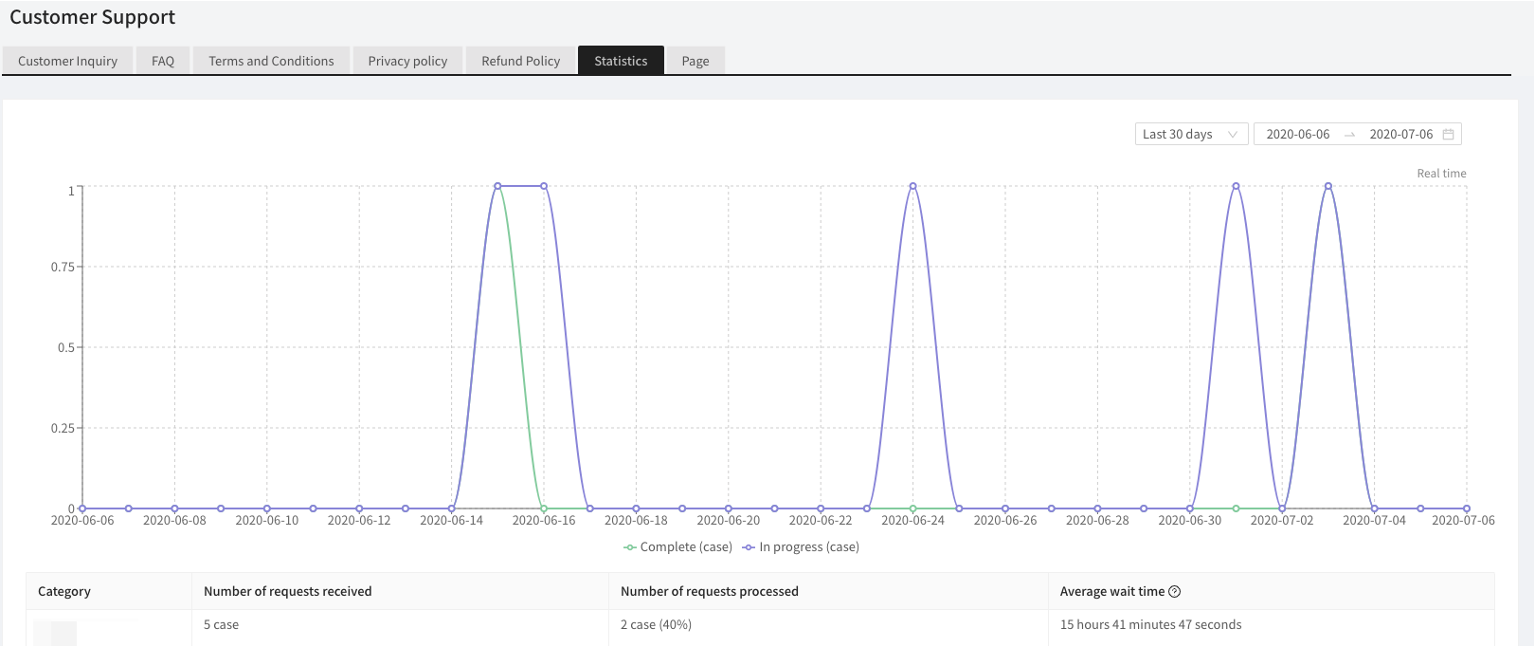 Customer Support
Customer Inquiry FAQ Terms and Conditions Privacy policy Refund Policy Statistics Page
Last 30 days 2020-06-06 2020-07-06
Real time
1
0.75
0.5
0.25
0
2020-06-06 2020-06-08 2020-06-10 2020-06-12 2020-06-14 2020-06-16 2020-06-18 2020-06-20 2020-06-22 2020-06-24 2020-06-26 2020-06-28 2020-06-30 2020-07-02 2020-07-04 2020-07-06
Complete (case) In progress (case)
Category Number of requests received Number of requests processed Average wait time ?
5 case 2 case (40%) 15 hours 41 minutes 47 seconds